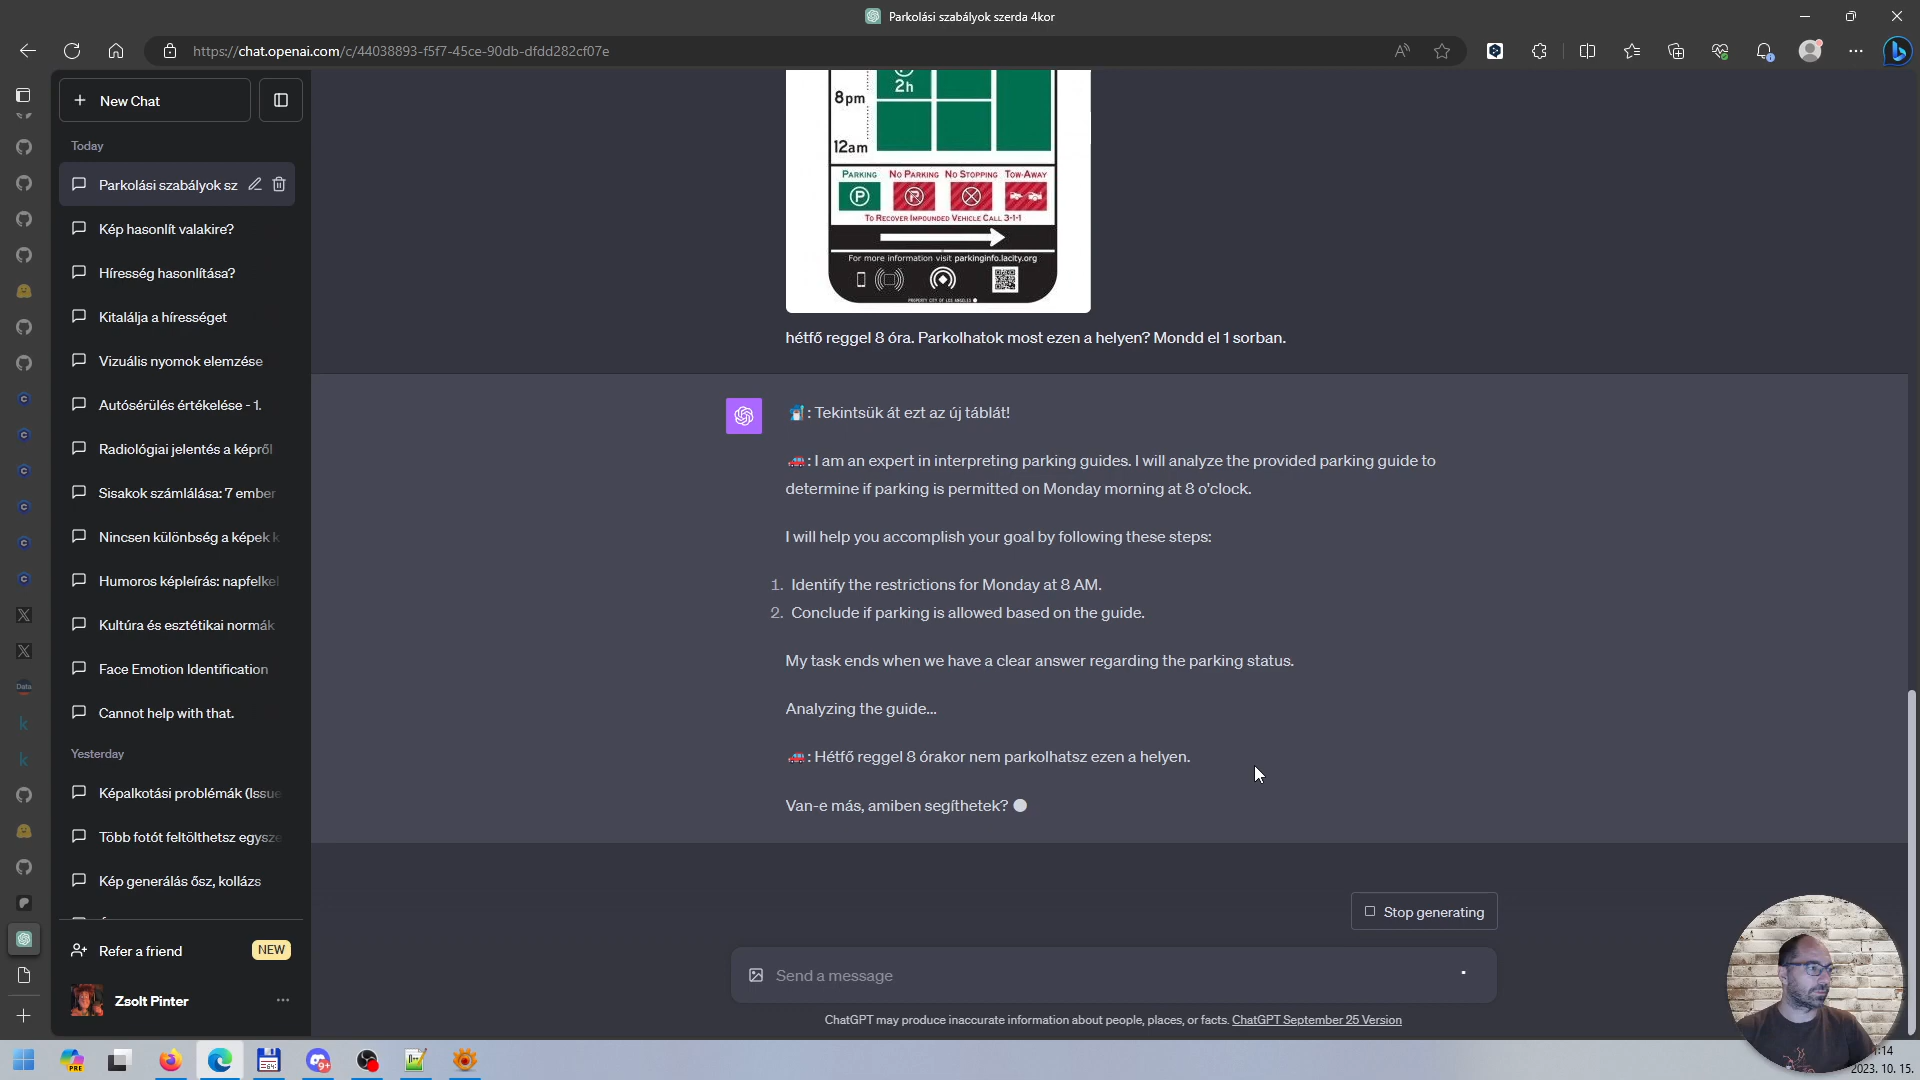 Parkolási szabályok szerda 4kor
https://chat.openai.com/c/44038893-f5f7-45ce-90db-dfdd282cf07e
New Chat
Today
Parkolási szabályok sz
Kép hasonlít valakire?
Híresség hasonlítása?
Kitalálja a hírességet
Vizuális nyomok elemzése
Autósérülés értékelése - 1.
Radiológiai jelentés a képről
Sisakok számlálása: 7 ember
Nincsen különbség a képek k
Humoros képleírás: napfelkel
Kultúra és esztétikai normák
Face Emotion Identification
Cannot help with that.
Yesterday
Képalkotási problémák (Issue
Több fotót feltölthetsz egysze
Kép generálás ősz, kollázs
Refer a friend
NEW
Zsolt Pinter
2h
8pm
12am
PARKING NO PARKING NO STOPPING TOW-AWAY
TO RECOVER IMPOUNDED VEHICLE CALL 3-1-1
For more information visit parkinginfo.lacity.org
PROPERTY CITY OF LOS ANGELES
hétfő reggel 8 óra. Parkolhatok most ezen a helyen? Mondd el 1 sorban.
: Tekintsük át ezt az új táblát!
: I am an expert in interpreting parking guides. I will analyze the provided parking guide to
determine if parking is permitted on Monday morning at 8 o'clock.
I will help you accomplish your goal by following these steps:
1. Identify the restrictions for Monday at 8 AM.
2. Conclude if parking is allowed based on the guide.
My task ends when we have a clear answer regarding the parking status.
Analyzing the guide...
: Hétfő reggel 8 órakor nem parkolhatsz ezen a helyen.
Van-e más, amiben segíthetek?
Stop generating
Send a message
ChatGPT may produce inaccurate information about people, places, or facts. ChatGPT September 25 Version
PRE
9+
:14
2023. 10. 15.